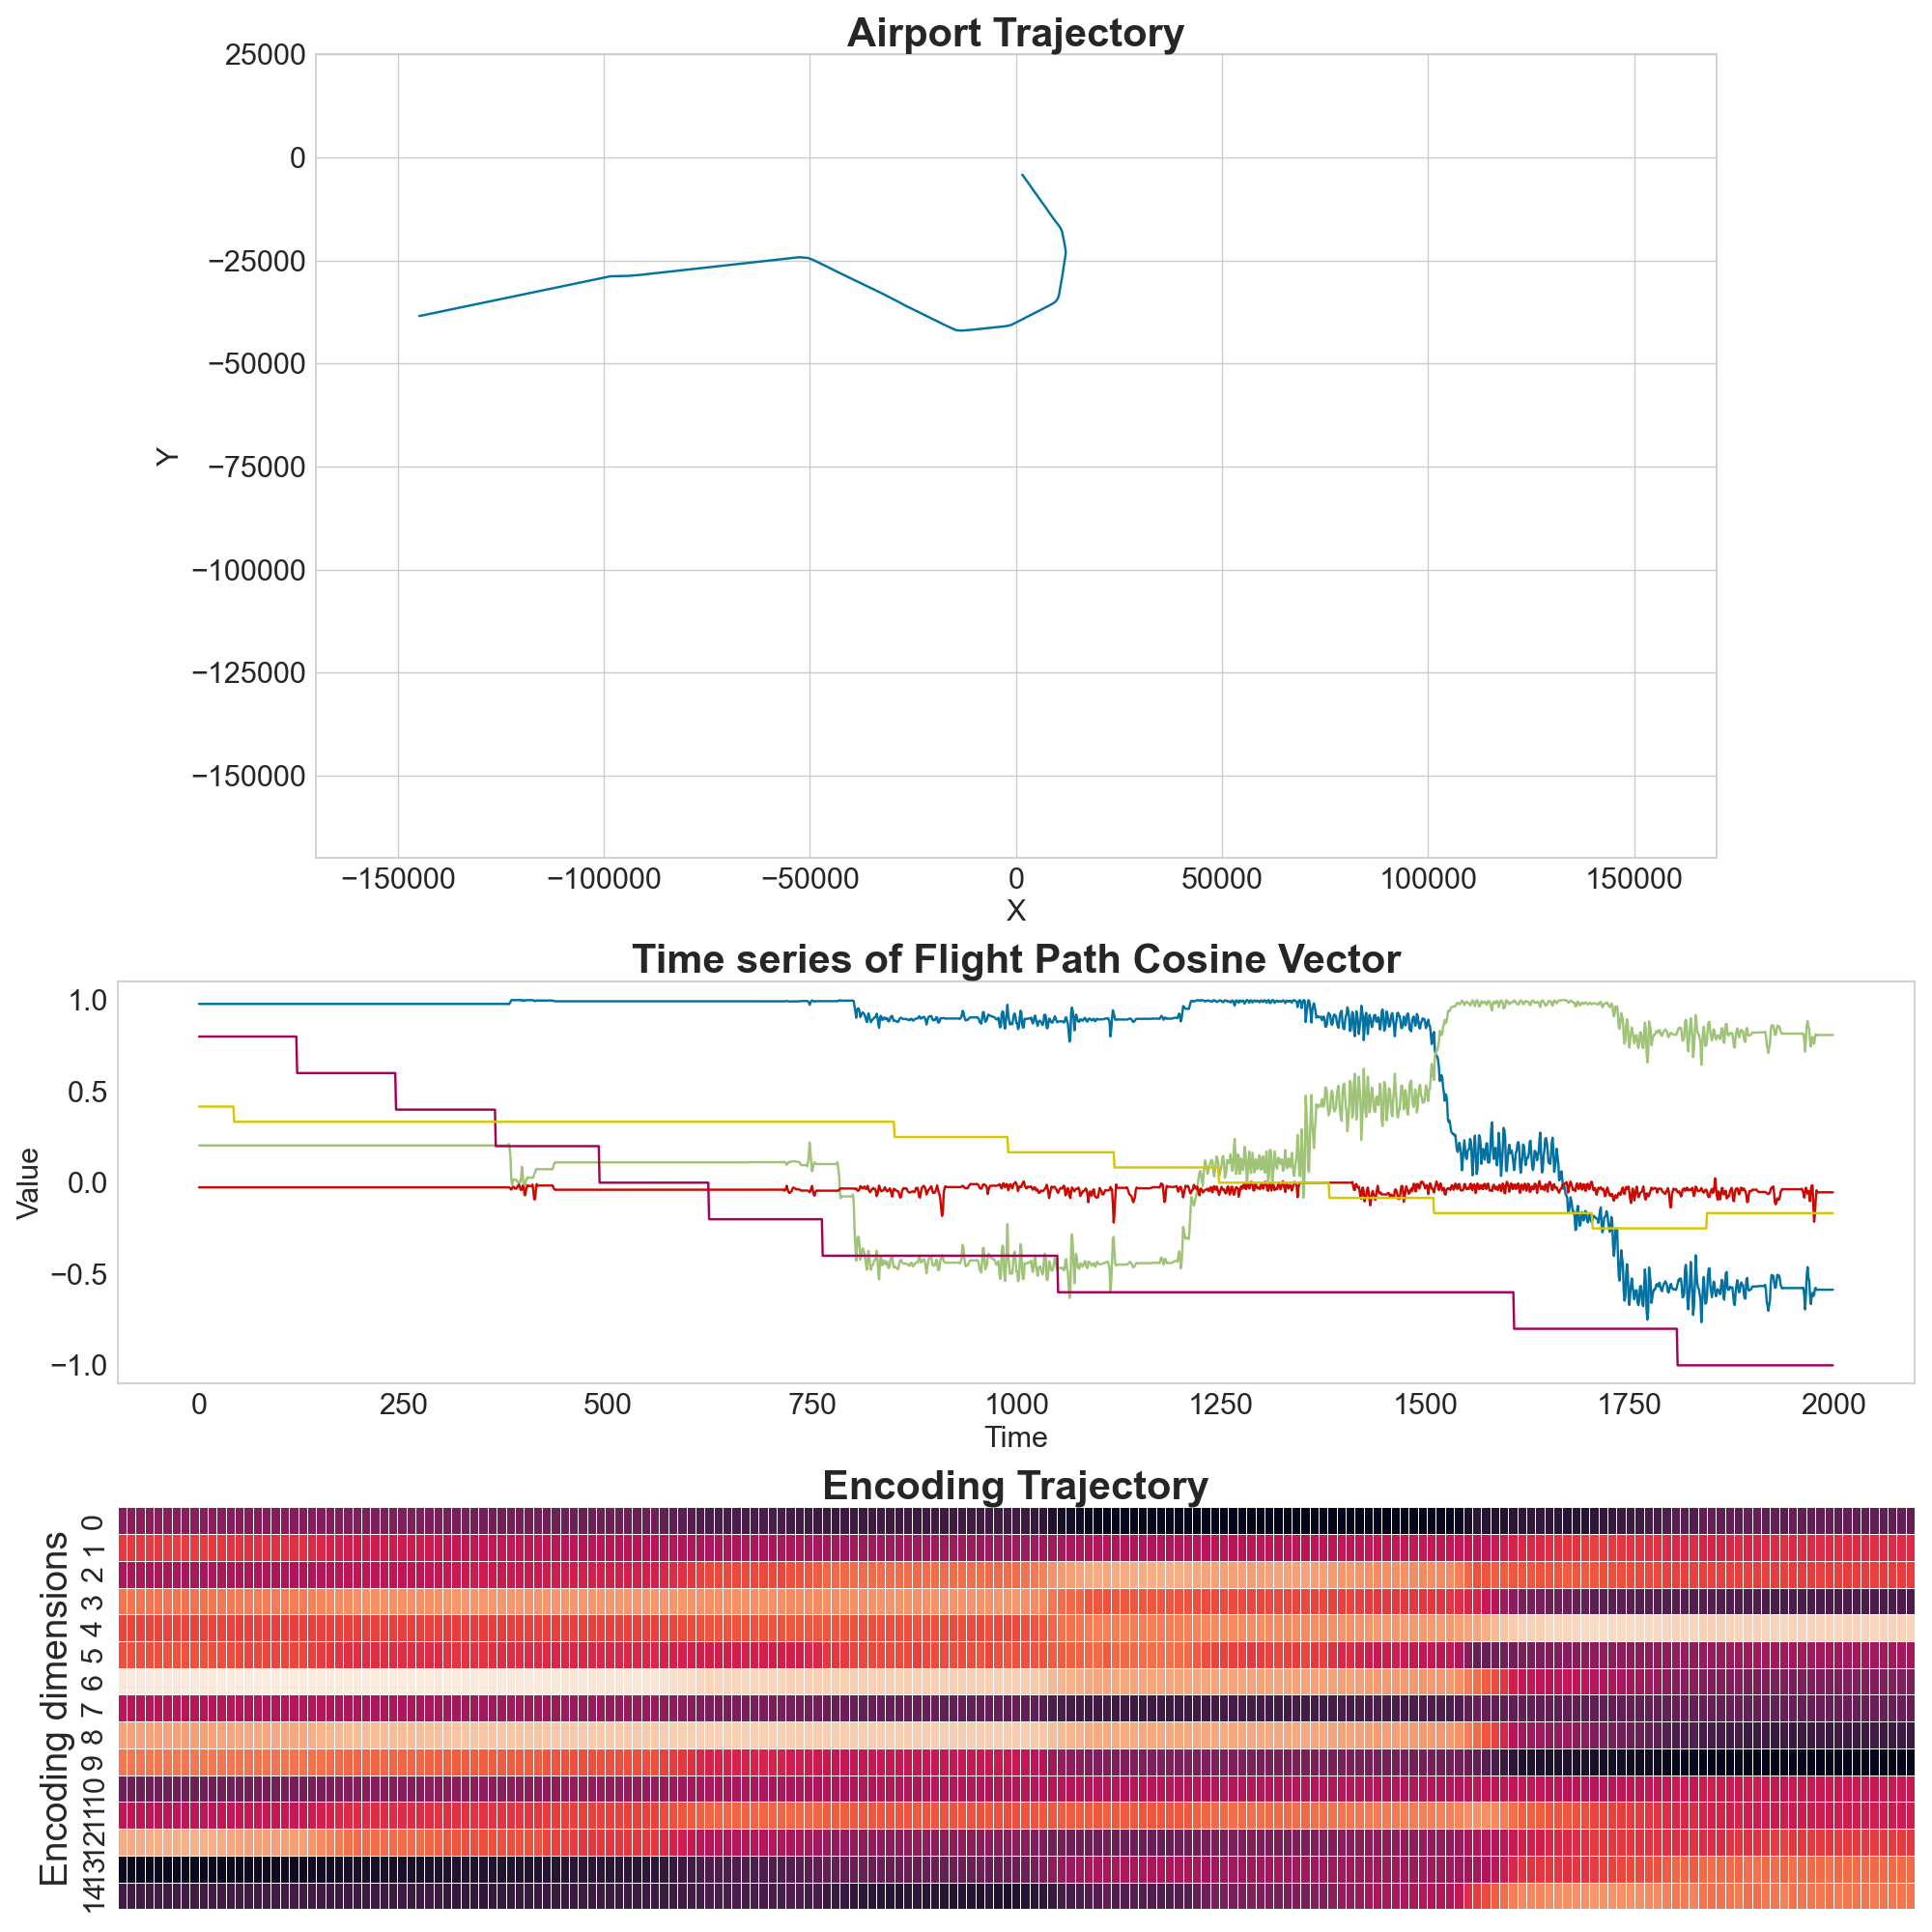 Airport Trajectory
25000
0
−25000
−50000
−75000
−100000
−125000
−150000
Y
−150000 −100000 −50000 0 50000 100000 150000
X
Time series of Flight Path Cosine Vector
1.0
0.5
0.0
−0.5
−1.0
Value
0 250 500 750 1000 1250 1500 1750 2000
Time
Encoding Trajectory
Encoding dimensions
0
1
2
3
4
5
6
7
8
9
10
11
12
13
14